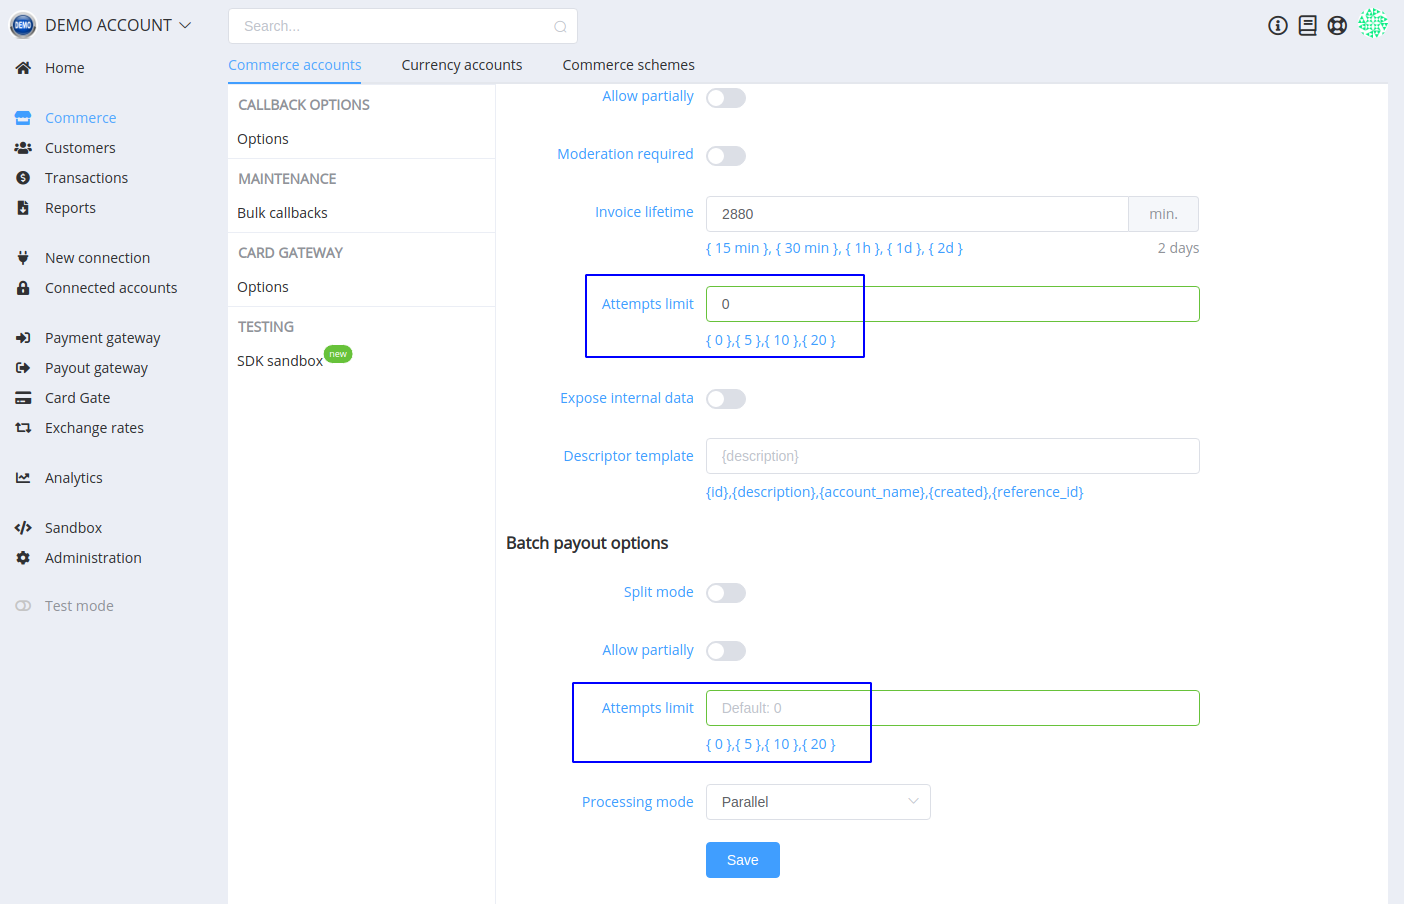 DEMO
DEMO ACCOUNT
Search...
Home
Commerce
Customers
Transactions
Reports
New connection
Connected accounts
Payment gateway
Payout gateway
Card Gate
Exchange rates
Analytics
Sandbox
Administration
Test mode
Commerce accounts
Currency accounts
Commerce schemes
CALLBACK OPTIONS
Options
MAINTENANCE
Bulk callbacks
CARD GATEWAY
Options
TESTING
SDK sandbox new
Allow partially
Moderation required
Invoice lifetime 2880 min.
{ 15 min }, { 30 min }, { 1h }, { 1d }, { 2d } 2 days
Attempts limit 0
{ 0 },{ 5 },{ 10 },{ 20 }
Expose internal data
Descriptor template {description}
{id},{description},{account_name},{created},{reference_id}
Batch payout options
Split mode
Allow partially
Attempts limit Default: 0
{ 0 },{ 5 },{ 10 },{ 20 }
Processing mode Parallel
Save